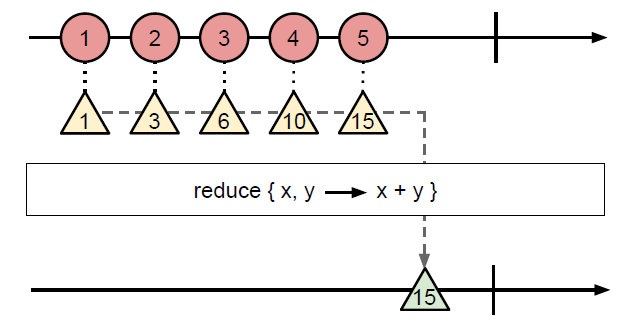 1 2 3 4 5
1 3 6 10 15
reduce { x, y ⟶ x + y }
15